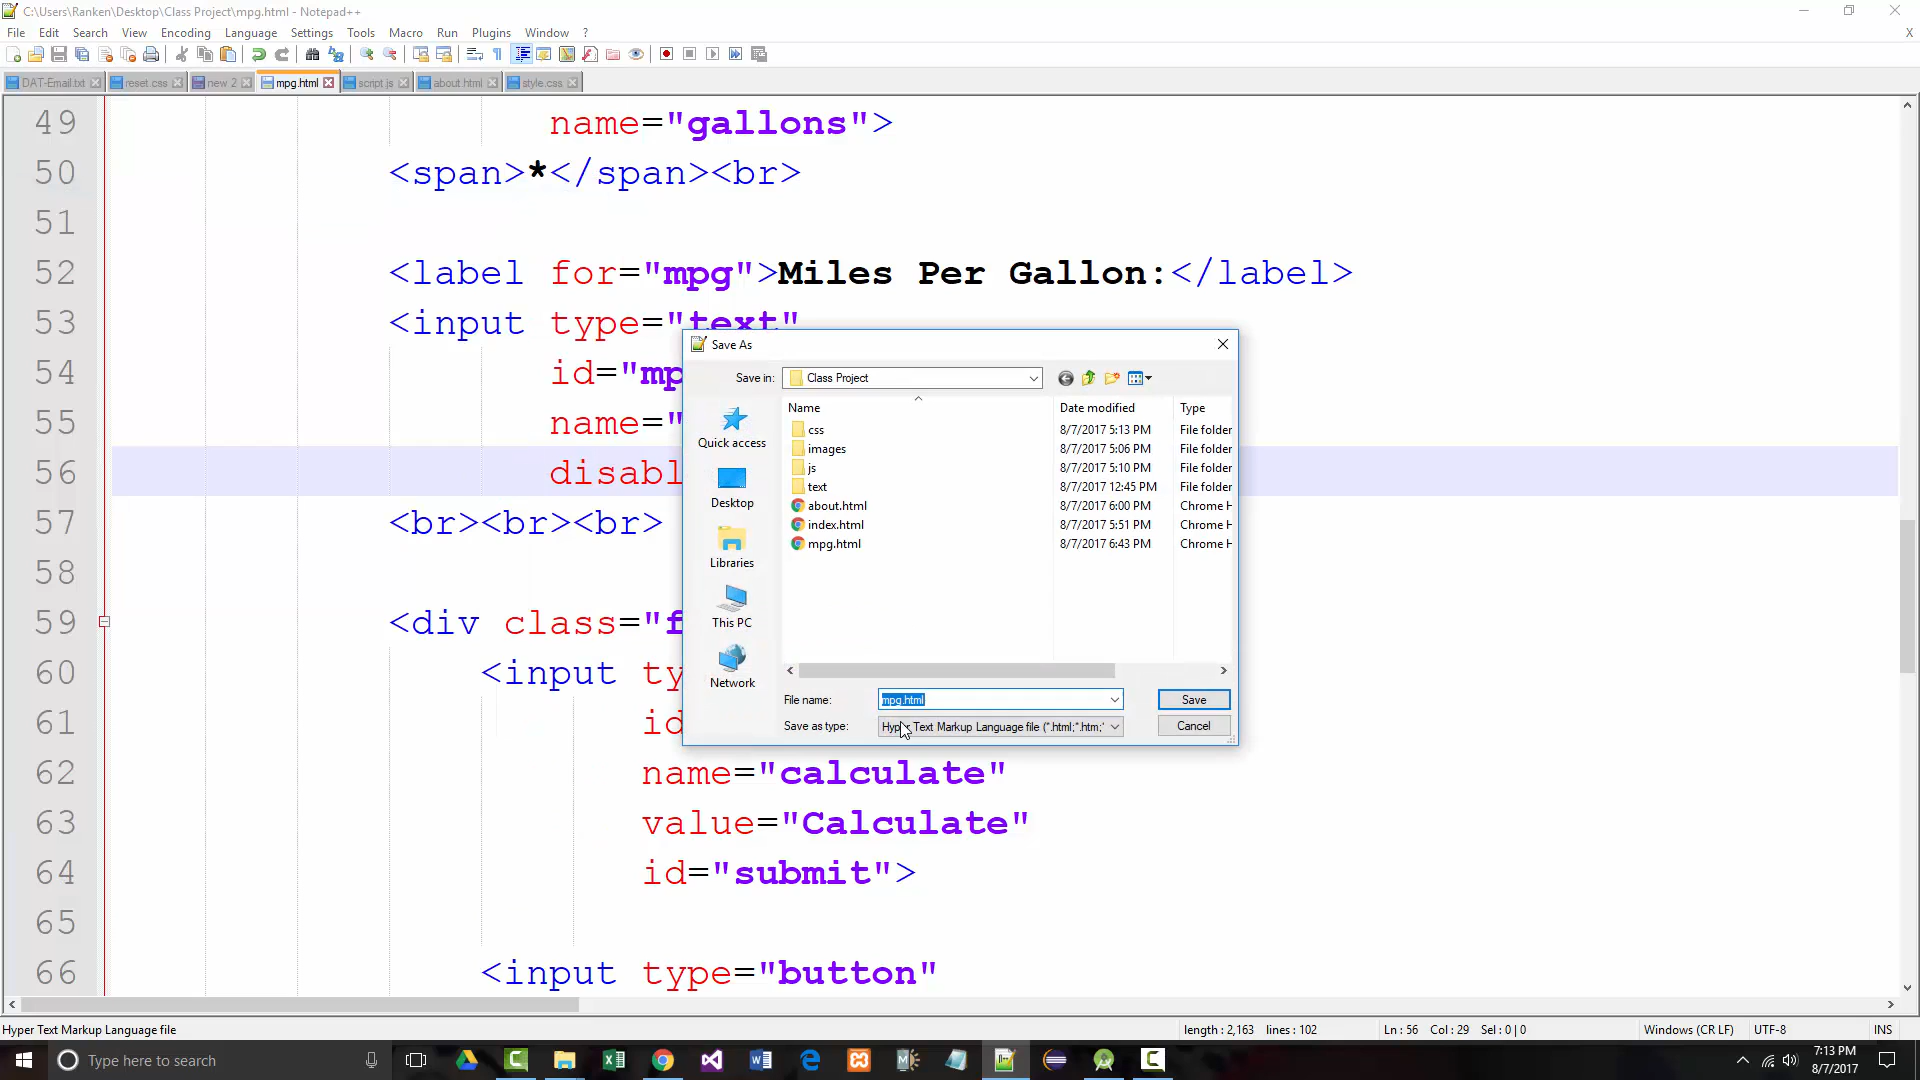 C:\Users\Ranken\Desktop\Class Project\mpg.html - Notepad++
File Edit Search View Encoding Language Settings Tools Macro Run Plugins Window ? X
DAT-Email.txt reset.css new 2 mpg.html script.js about.html style.css
49 name="gallons">
50 <span>*</span><br>
51
52 <label for="mpg">Miles Per Gallon:</label>
53 <input type="text"
54 id="mp
55 name="
56 disabl
57 <br><br><br>
58
59 <div class="f
60 <input ty
61 id
62 name="calculate"
63 value="Calculate"
64 id="submit">
65
66 <input type="button"
Save As
Save in: Class Project
Quick access
Desktop
Libraries
This PC
Network
Name Date modified Type
css 8/7/2017 5:13 PM File folder
images 8/7/2017 5:06 PM File folder
js 8/7/2017 5:10 PM File folder
text 8/7/2017 12:45 PM File folder
about.html 8/7/2017 6:00 PM Chrome H
index.html 8/7/2017 5:51 PM Chrome H
mpg.html 8/7/2017 6:43 PM Chrome H
File name: mpg.html Save
Save as type: Hyper Text Markup Language file (*.html;*.htm;* Cancel
Hyper Text Markup Language file length : 2,163 lines : 102 Ln : 56 Col : 29 Sel : 0 | 0 Windows (CR LF) UTF-8 INS
Type here to search
7:13 PM
8/7/2017